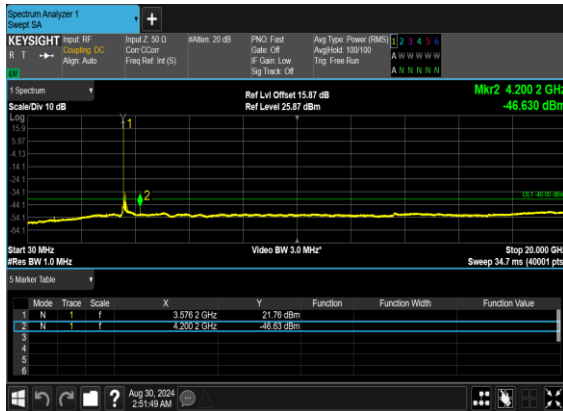 Spectrum Analyzer 1
Swept SA
+
KEYSIGHT Input: RF Input Z: 50 Ω #Atten: 20 dB PNO: Fast Avg Type: Power (RMS) 1 2 3 4 5 6
R T Coupling: DC Corr CCorr Gate: Off Avg|Hold: 100/100 A W W W W W
Align: Auto Freq Ref: Int (S) IF Gain: Low Trig: Free Run
Sig Track: Off A N N N N N
1 Spectrum Ref Lvl Offset 15.87 dB Mkr2 4.200 2 GHz
Scale/Div 10 dB Ref Level 25.87 dBm -46.630 dBm
Log
15.9
5.87
-4.13
-14.1
-24.1
-34.1
-44.1
-54.1
-64.1
1
2
Start 30 MHz Video BW 3.0 MHz* Stop 20.000 GHz
#Res BW 1.0 MHz Sweep 34.7 ms (40001 pts)
5 Marker Table
Mode Trace Scale X Y Function Function Width Function Value
1 N 1 f 3.576 2 GHz 21.76 dBm
2 N 1 f 4.200 2 GHz -46.63 dBm
3
4
5
6
? Aug 30, 2024
2:51:49 AM